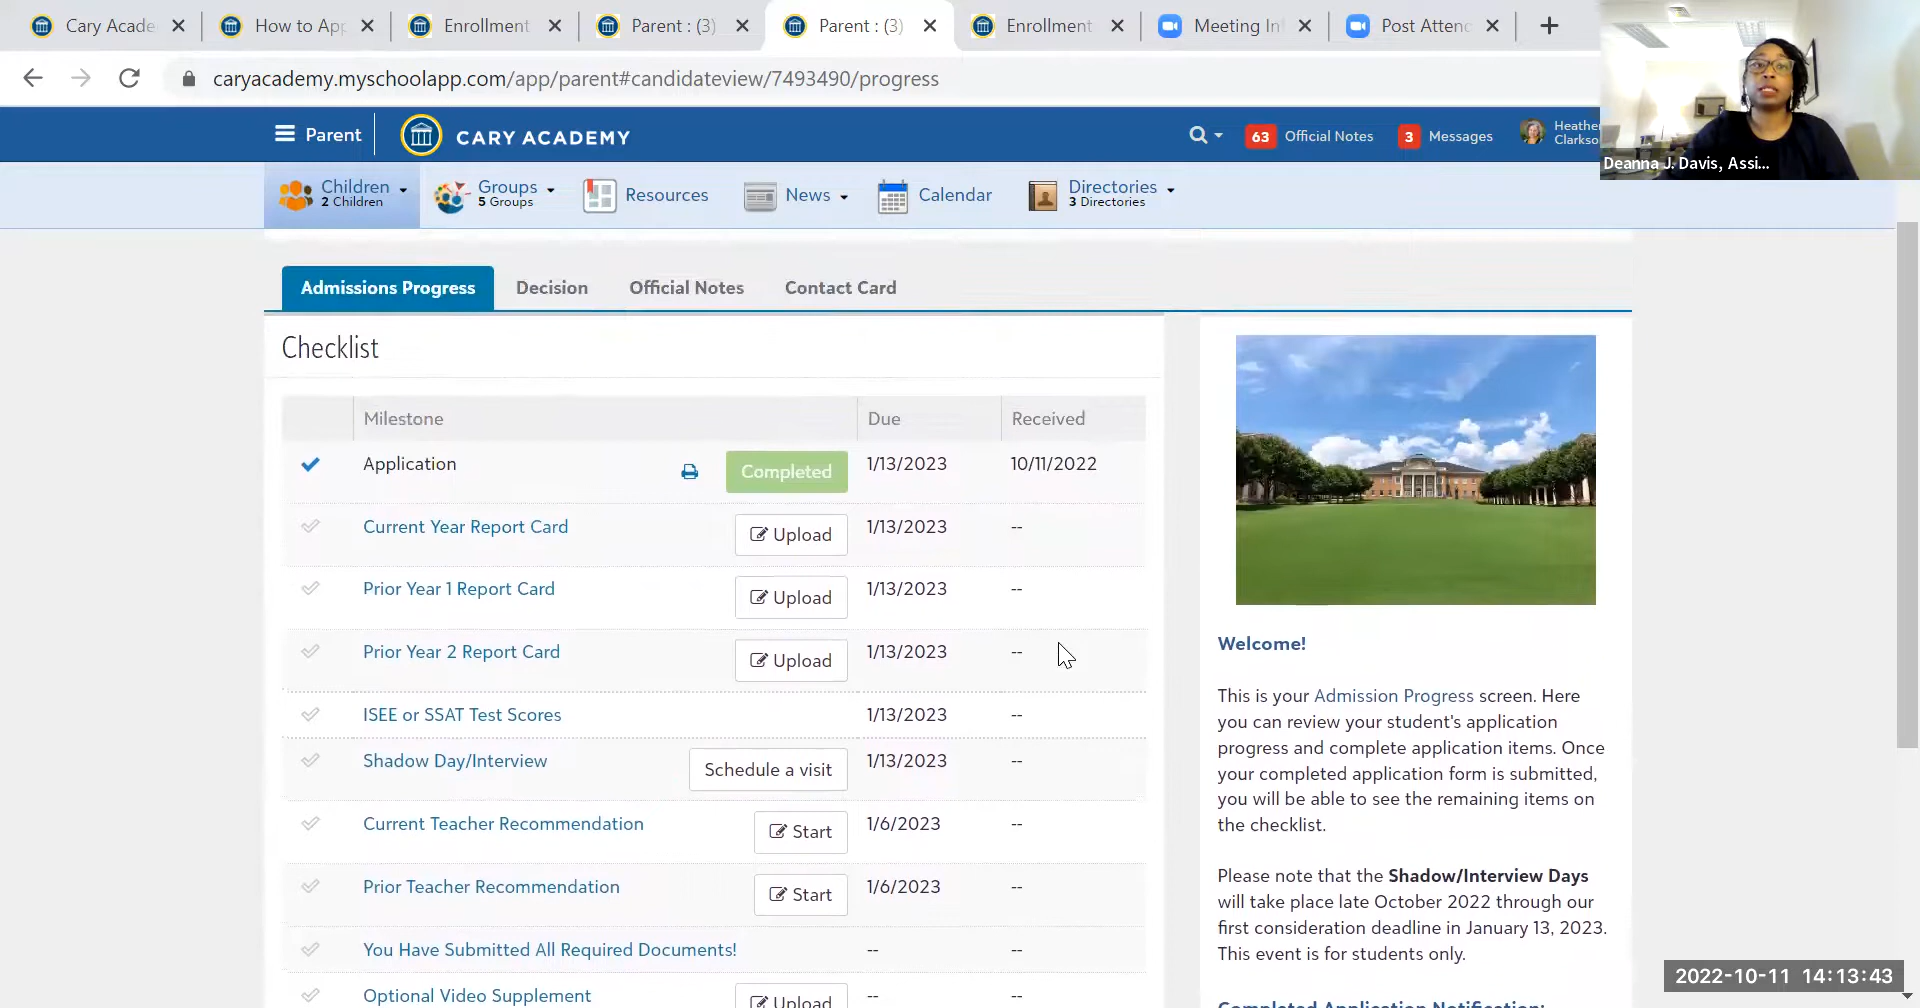 Cary Acade
How to App
Enrollment
Parent : (3)
Parent : (3)
Enrollment
Meeting In
Post Attend
caryacademy.myschoolapp.com/app/parent#candidateview/7493490/progress
Parent
CARY ACADEMY
63 Official Notes
3 Messages
Heather
Clarkso
Deanna J. Davis, Assi...
Children
2 Children
Groups
5 Groups
Resources
News
Calendar
Directories
3 Directories
Admissions Progress
Decision
Official Notes
Contact Card
Checklist
Milestone Due Received
Application Completed 1/13/2023 10/11/2022
Current Year Report Card Upload 1/13/2023 --
Prior Year 1 Report Card Upload 1/13/2023 --
Prior Year 2 Report Card Upload 1/13/2023 --
ISEE or SSAT Test Scores 1/13/2023 --
Shadow Day/Interview Schedule a visit 1/13/2023 --
Current Teacher Recommendation Start 1/6/2023 --
Prior Teacher Recommendation Start 1/6/2023 --
You Have Submitted All Required Documents! -- --
Optional Video Supplement Upload -- --
Welcome!
This is your Admission Progress screen. Here
you can review your student's application
progress and complete application items. Once
your completed application form is submitted,
you will be able to see the remaining items on
the checklist.
Please note that the Shadow/Interview Days
will take place late October 2022 through our
first consideration deadline in January 13, 2023.
This event is for students only.
Completed Application Notification:
2022-10-11 14:13:43